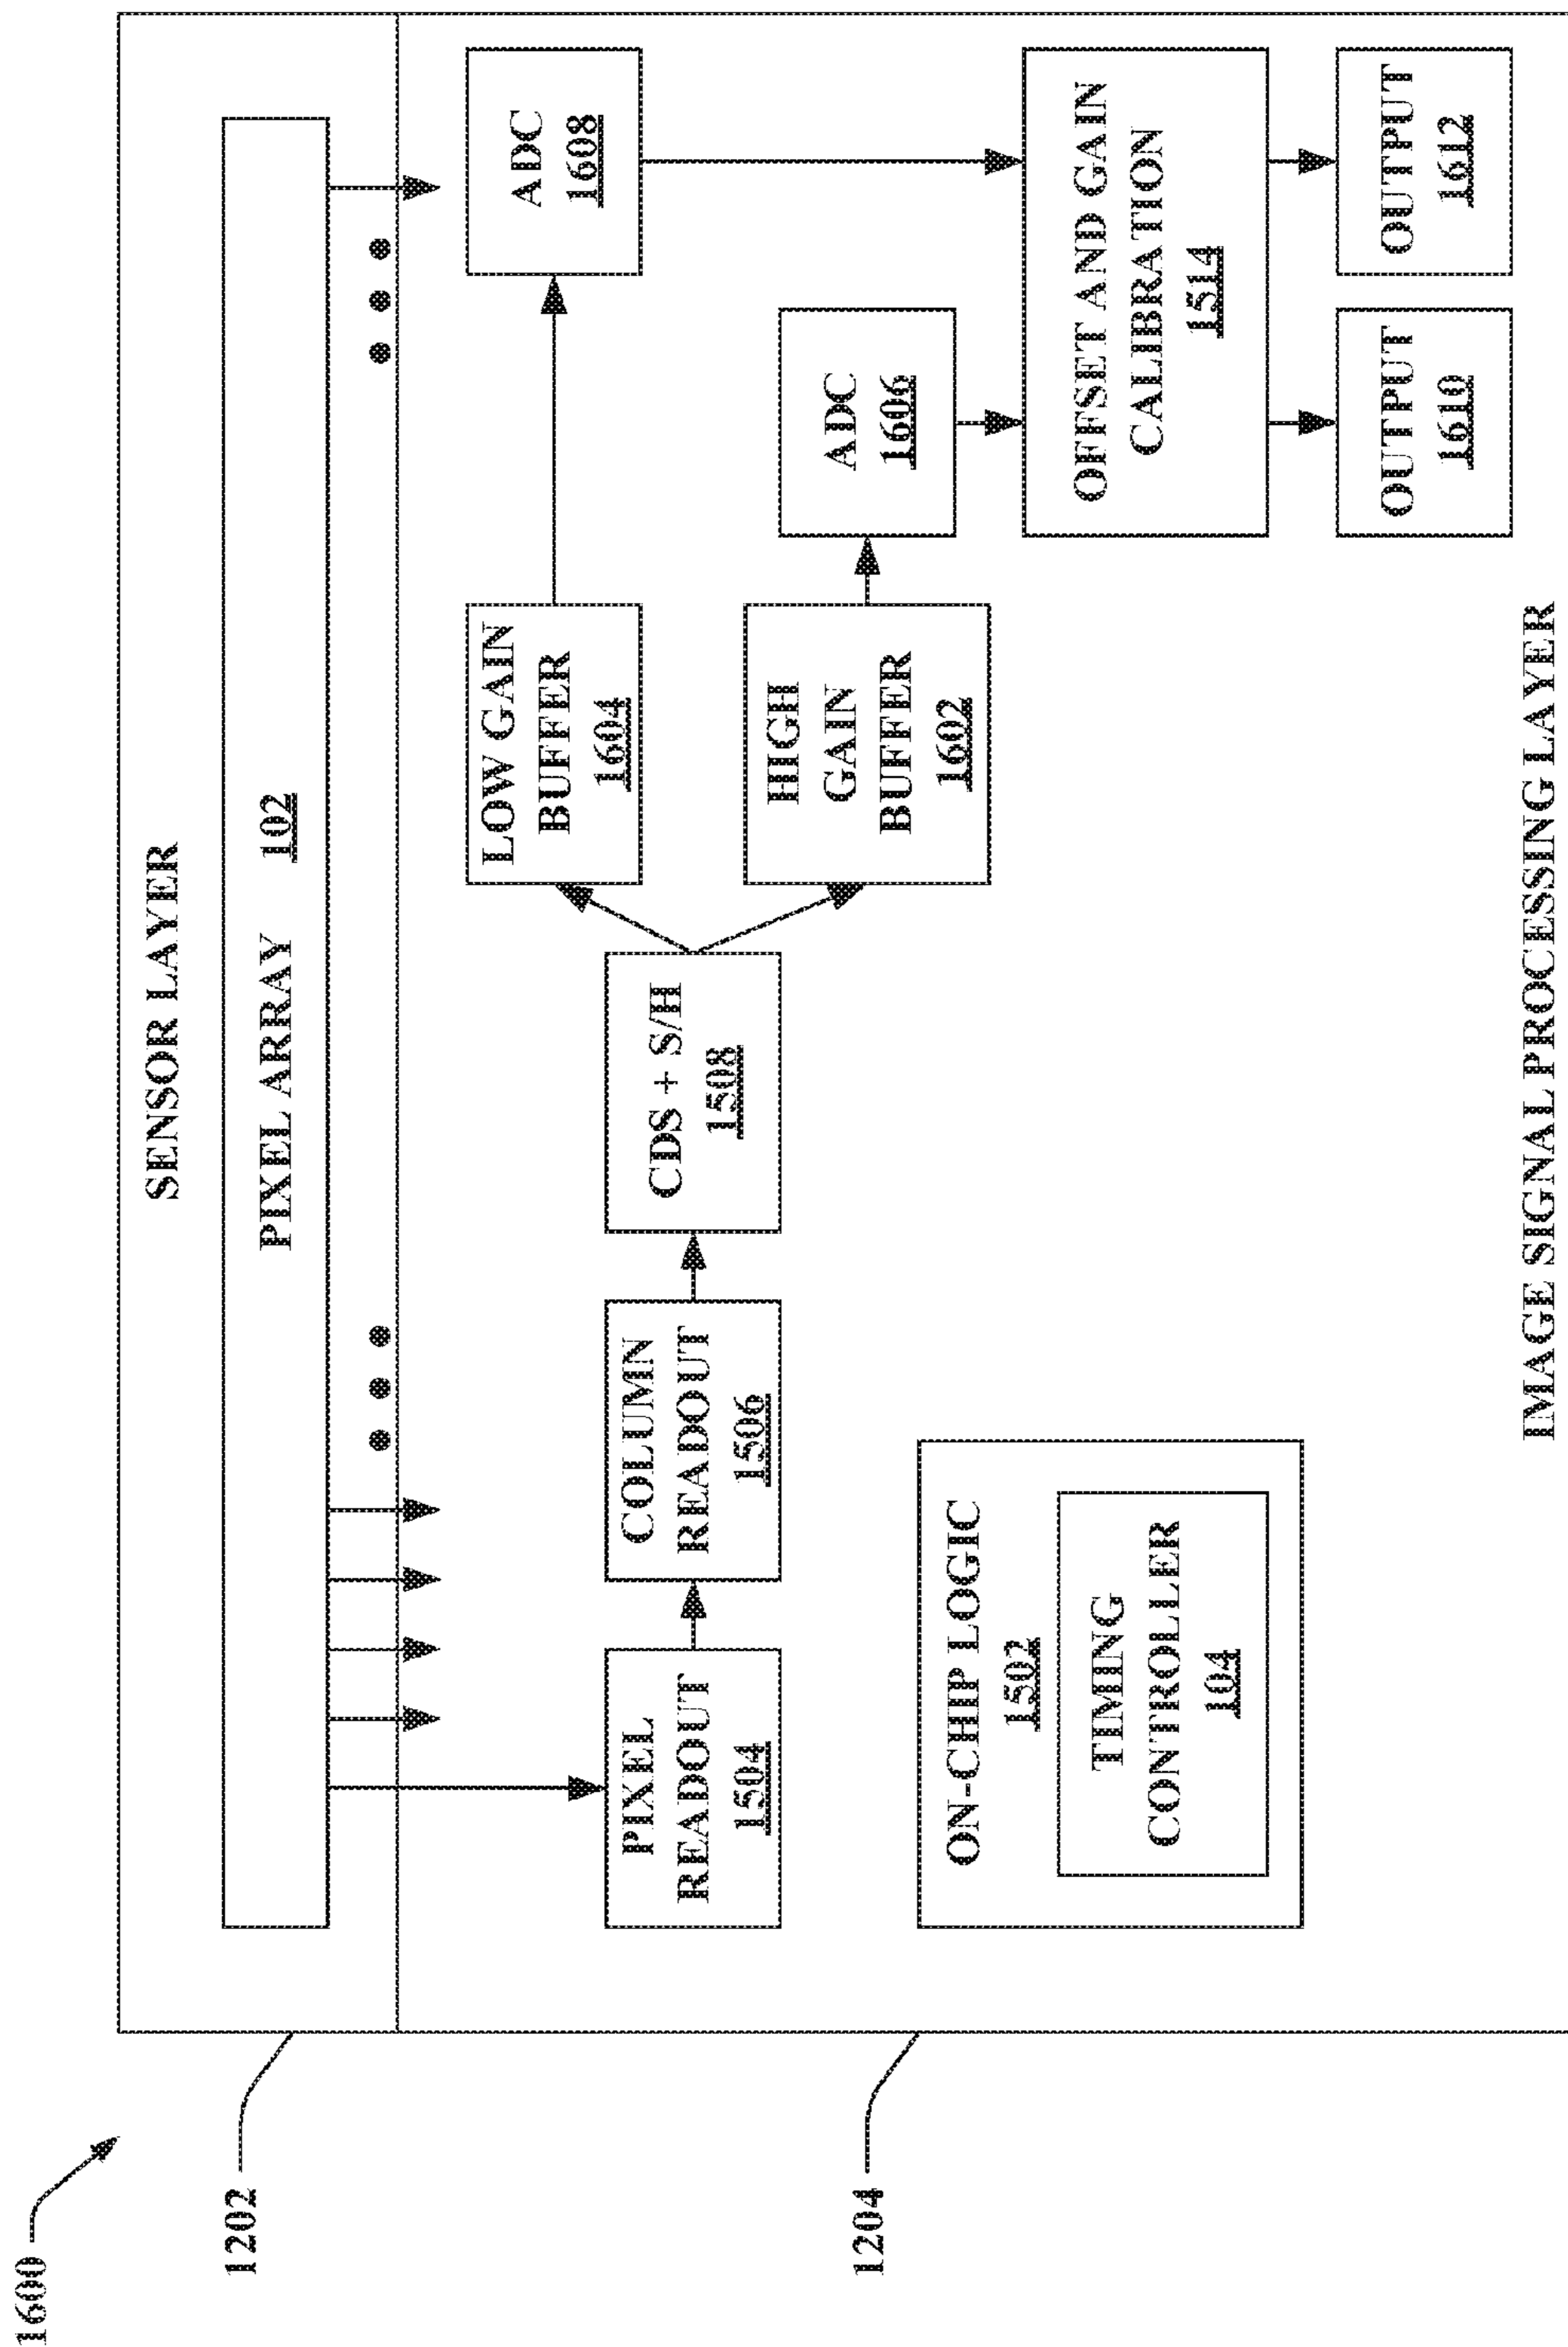 1600
1202
SENSOR LAYER
PIXEL ARRAY 102
PIXEL
READOUT
1504
COLUMN
READOUT
1506
CDS + S/H
1508
LOW GAIN
BUFFER
1604
ADC
1608
HIGH
GAIN
BUFFER
1602
ADC
1606
1204
ON-CHIP LOGIC
1502
TIMING
CONTROLLER
104
OFFSET AND GAIN
CALIBRATION
1514
OUTPUT
1610
OUTPUT
1612
IMAGE SIGNAL PROCESSING LAYER